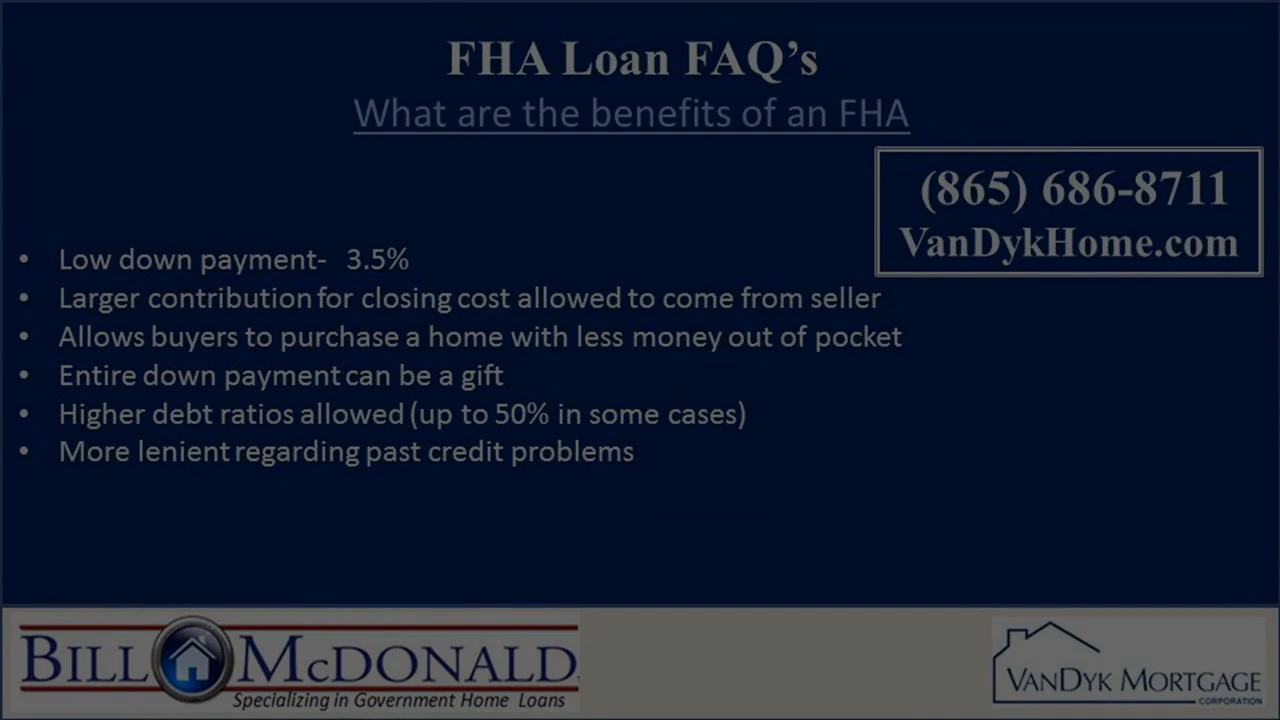 FHA Loan FAQ’s
What are the benefits of an FHA
(865) 686-8711
VanDykHome.com
• Low down payment- 3.5%
• Larger contribution for closing cost allowed to come from seller
• Allows buyers to purchase a home with less money out of pocket
• Entire down payment can be a gift
• Higher debt ratios allowed (up to 50% in some cases)
• More lenient regarding past credit problems
BILL MCDONALD
Specializing in Government Home Loans
VANDYK MORTGAGE
CORPORATION